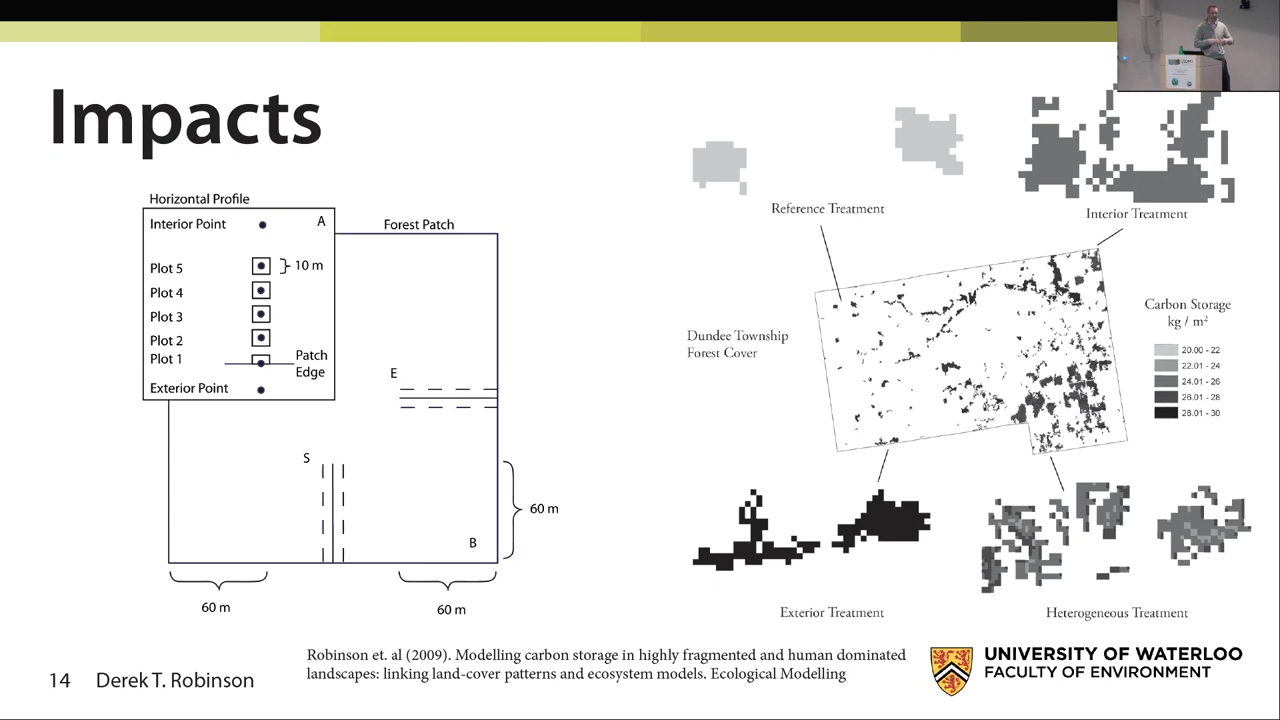 Impacts
Horizontal Profile
Interior Point
A
Plot 5
10 m
Plot 4
Plot 3
Plot 2
Plot 1
Patch
Edge
Exterior Point
Forest Patch
E
S
B
60 m
60 m
60 m
Reference Treatment
Interior Treatment
Dundee Township
Forest Cover
Carbon Storage
kg / m²
20.00 - 22
22.01 - 24
24.01 - 26
26.01 - 28
28.01 - 30
Exterior Treatment
Heterogeneous Treatment
14 Derek T. Robinson
Robinson et. al (2009). Modelling carbon storage in highly fragmented and human dominated
landscapes: linking land-cover patterns and ecosystem models. Ecological Modelling
UNIVERSITY OF WATERLOO
FACULTY OF ENVIRONMENT